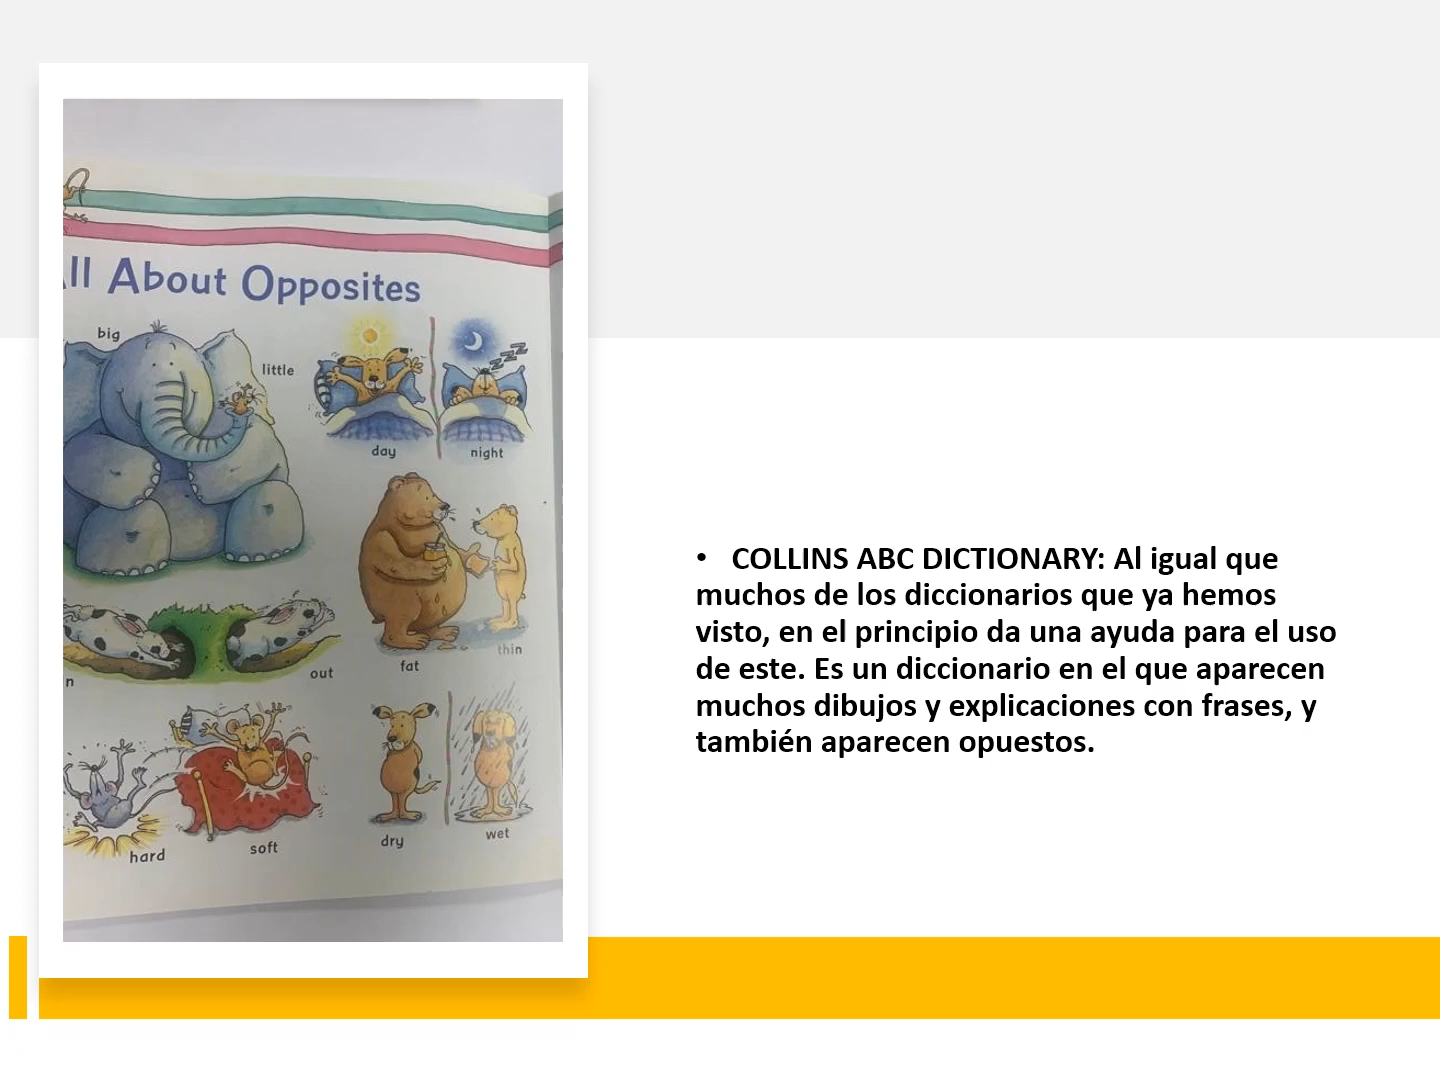 ll About Opposites
big
little
day
night
fat
thin
n
out
hard
soft
dry
wet
zzz
• COLLINS ABC DICTIONARY: Al igual que
muchos de los diccionarios que ya hemos
visto, en el principio da una ayuda para el uso
de este. Es un diccionario en el que aparecen
muchos dibujos y explicaciones con frases, y
también aparecen opuestos.